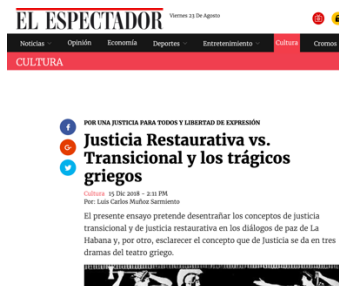 EL ESPECTADOR
Viernes 23 De Agosto
Noticias Opinión Economía Deportes Entretenimiento Cultura Cromos
CULTURA
POR UNA JUSTICIA PARA TODOS Y LIBERTAD DE EXPRESIÓN
Justicia Restaurativa vs.
Transicional y los trágicos
griegos
Cultura 15 Dic 2018 - 2:11 PM
Por: Luis Carlos Muñoz Sarmiento
El presente ensayo pretende desentrañar los conceptos de justicia
transicional y de justicia restaurativa en los diálogos de paz de La
Habana y, por otro, esclarecer el concepto que de Justicia se da en tres
dramas del teatro griego.